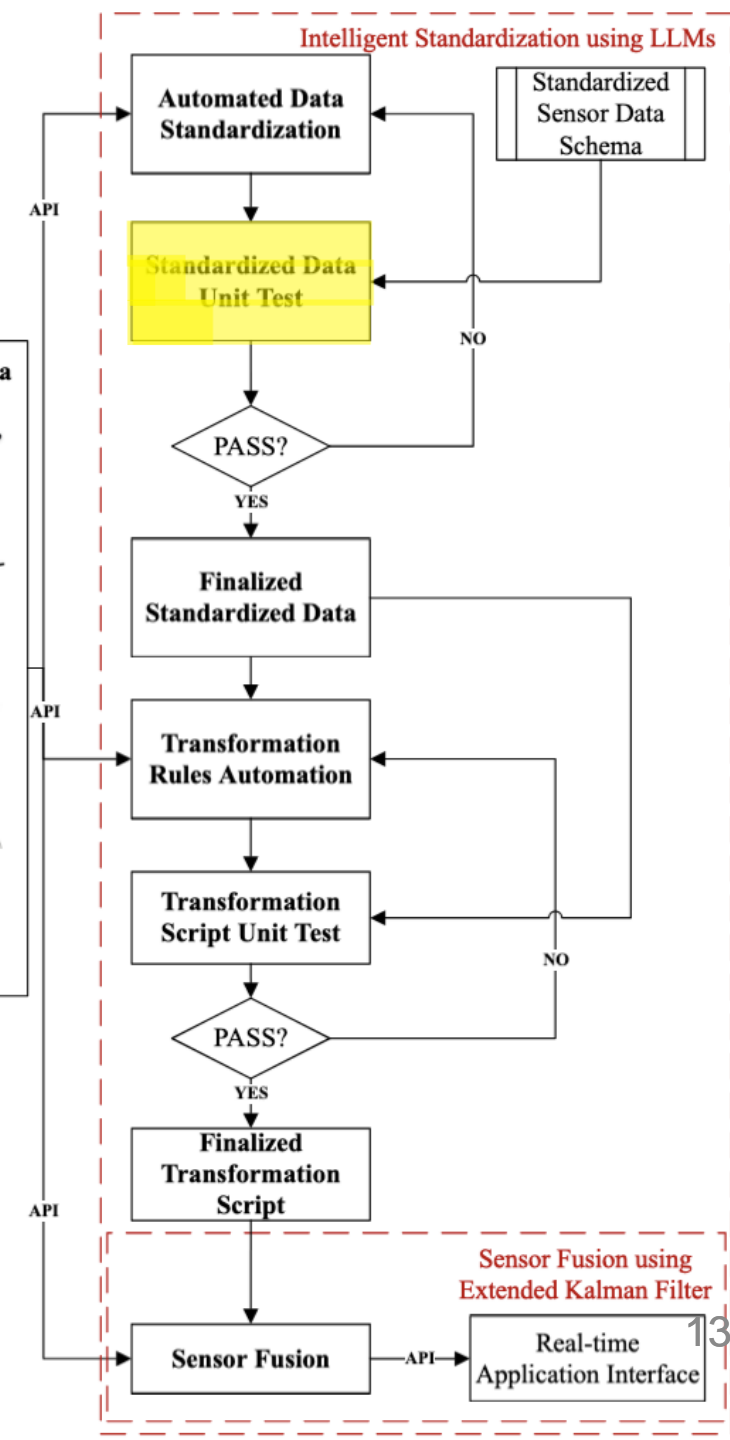 Intelligent Standardization using LLMs
Automated Data
Standardization
Standardized
Sensor Data
Schema
API
Standardized Data
Unit Test
NO
a
PASS?
YES
Finalized
Standardized Data
API
Transformation
Rules Automation
Transformation
Script Unit Test
NO
PASS?
YES
Finalized
Transformation
Script
API
Sensor Fusion using
Extended Kalman Filter
13
Sensor Fusion
API
Real-time
Application Interface